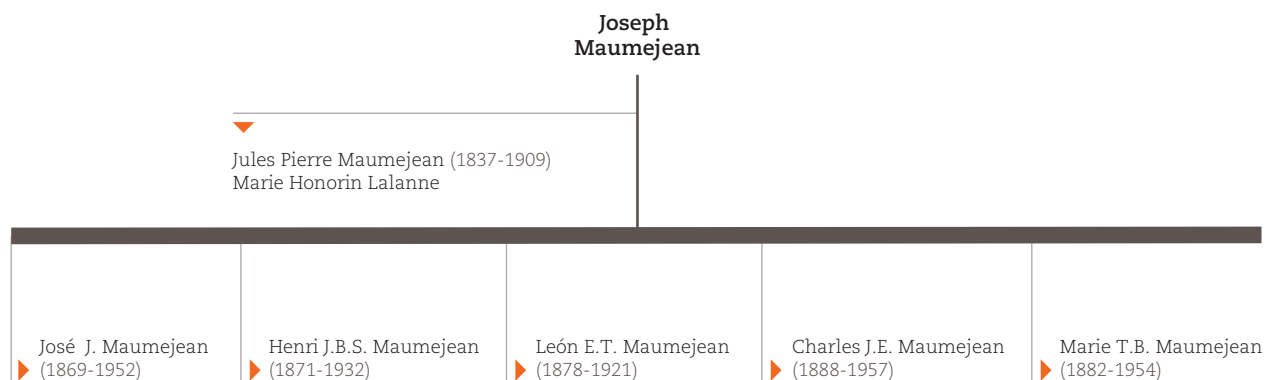 Joseph
Maumejean
Jules Pierre Maumejean (1837-1909)
Marie Honorin Lalanne
José J. Maumejean
(1869-1952)
Henri J.B.S. Maumejean
(1871-1932)
León E.T. Maumejean
(1878-1921)
Charles J.E. Maumejean
(1888-1957)
Marie T.B. Maumejean
(1882-1954)